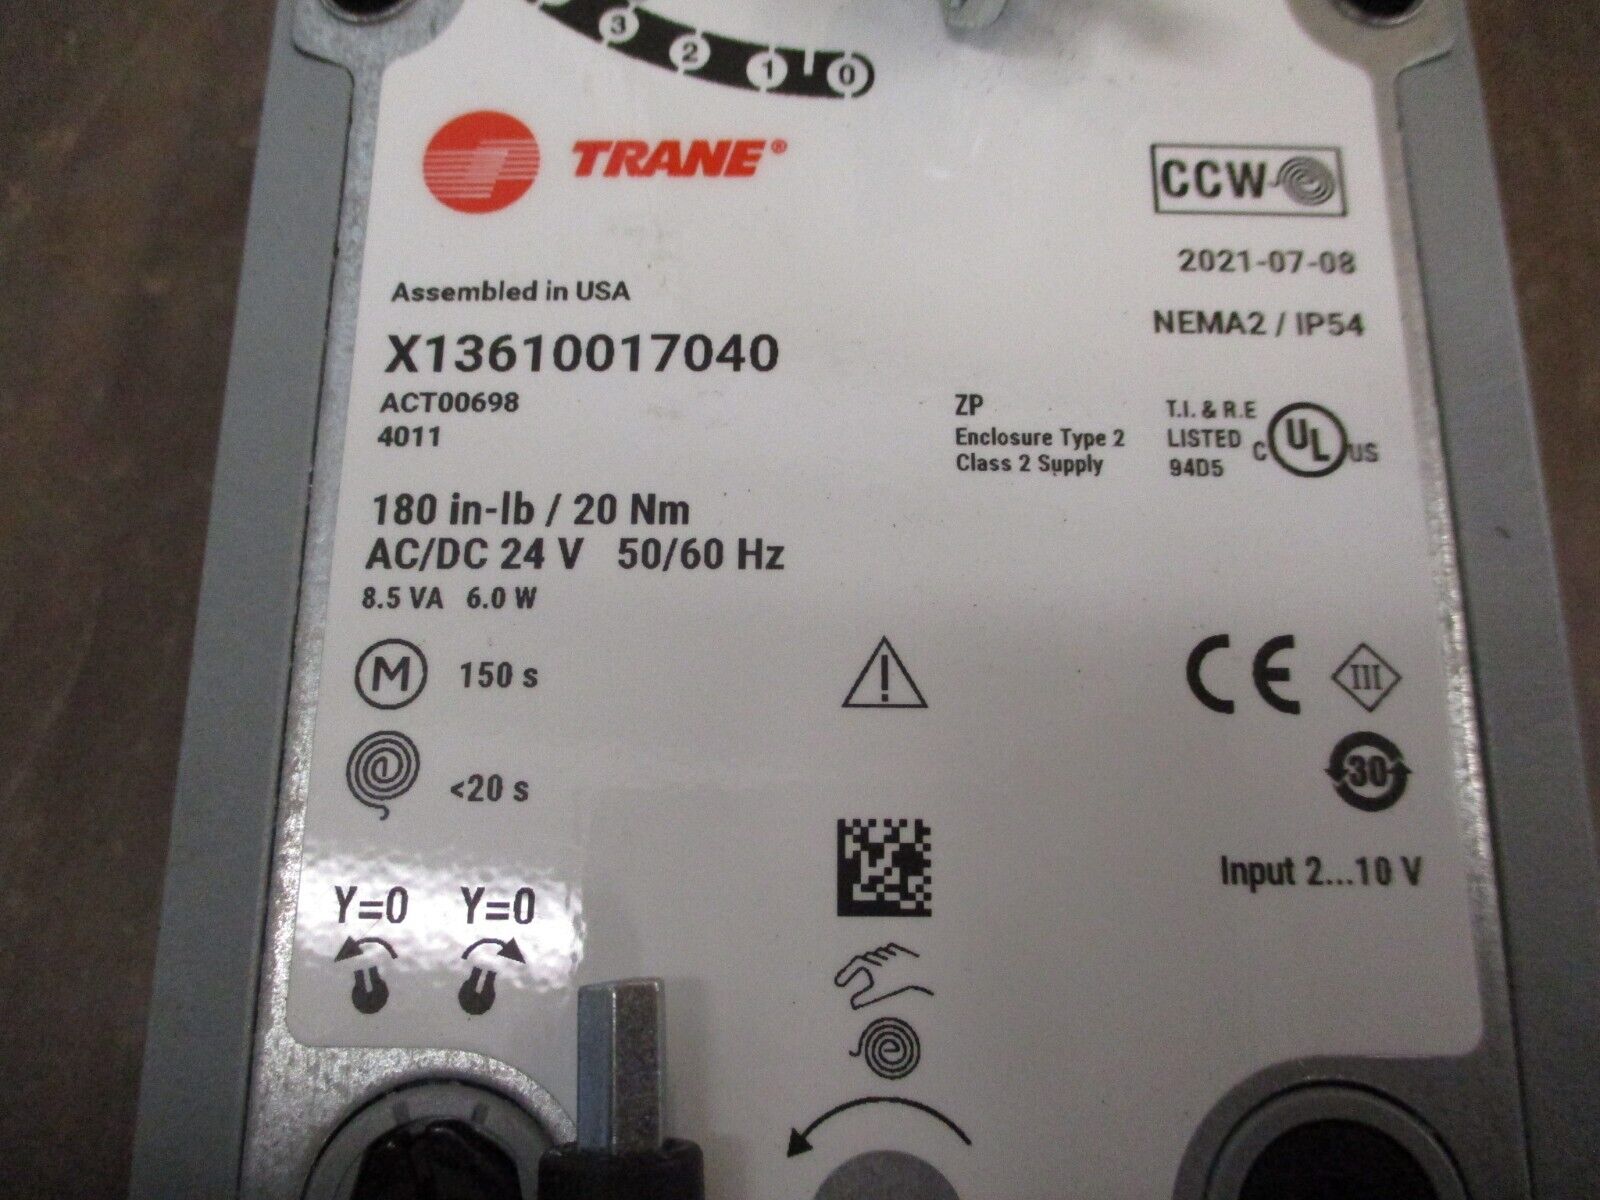 3 2 1 0
TRANE®
CCW
2021-07-08
Assembled in USA
NEMA2 / IP54
X13610017040
ACT00698
4011
ZP
Enclosure Type 2
Class 2 Supply
T.I. & R.E
LISTED
94D5
C UL US
180 in-lb / 20 Nm
AC/DC 24 V 50/60 Hz
8.5 VA 6.0 W
M 150 s
CE III
<20 s
30
Input 2...10 V
Y=0 Y=0